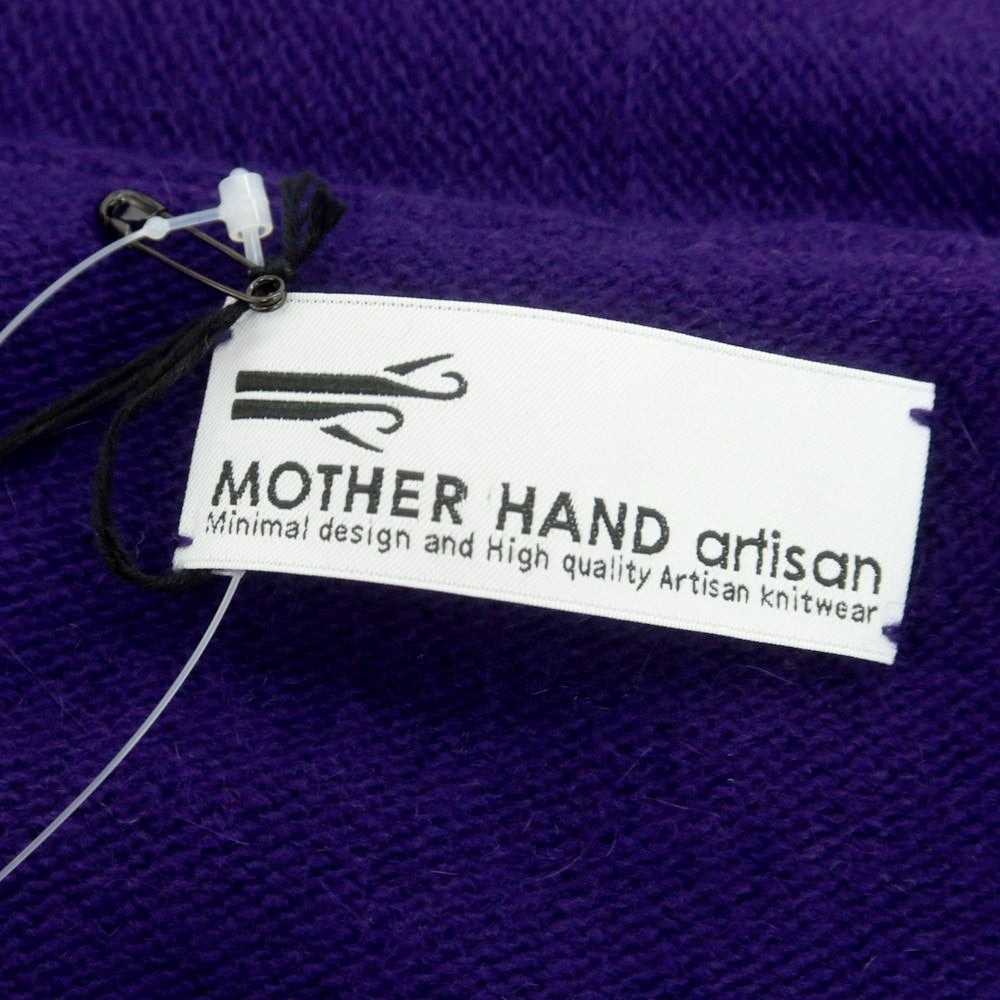 MOTHER HAND artisan
Minimal design and High quality Artisan knitwear